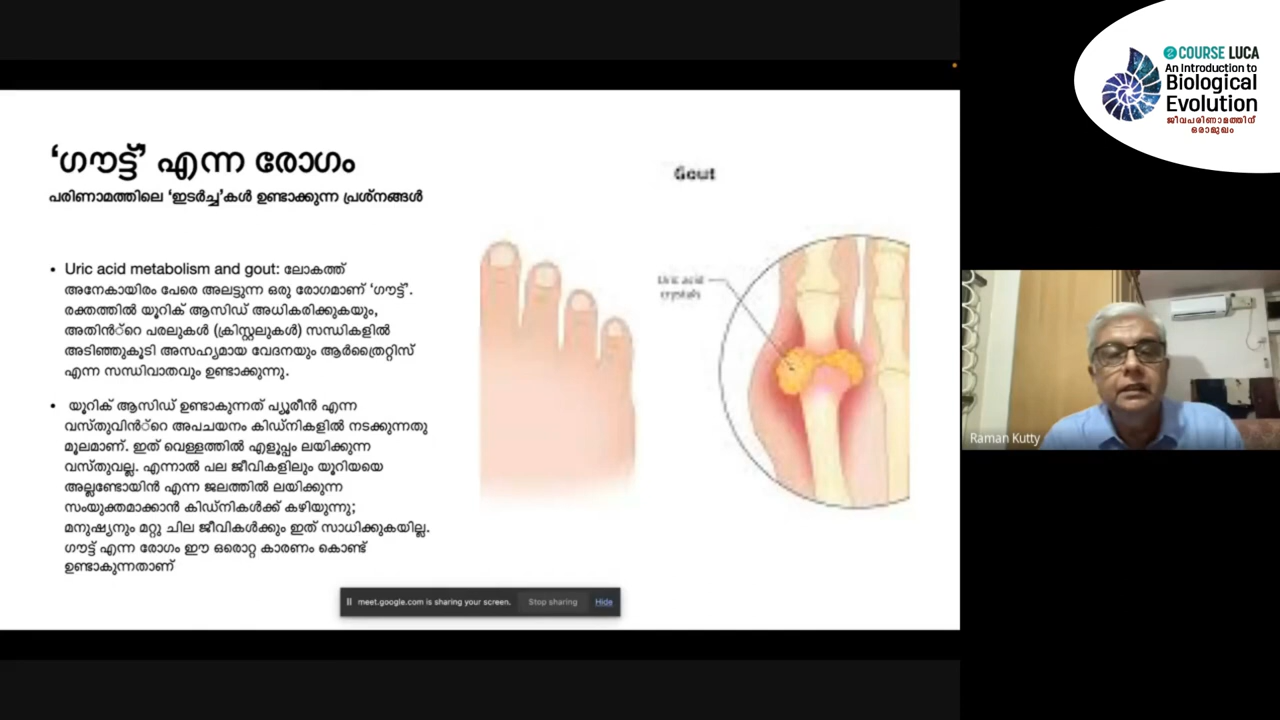 COURSE LUCA
An Introduction to
Biological
Evolution
ജീവപരിണാമത്തിന്
ഒരാമുഖം
‘ഗൗട്ട്’ എന്ന രോഗം
പരിണാമത്തിലെ ‘ഇടർച്ച’കൾ ഉണ്ടാക്കുന്ന പ്രശ്നങ്ങൾ
• Uric acid metabolism and gout: ലോകത്ത്
അനേകായിരം പേരെ അലട്ടുന്ന ഒരു രോഗമാണ് ‘ഗൗട്ട്’.
രക്തത്തിൽ യൂറിക് ആസിഡ് അധികരിക്കുകയും,
അതിൻ്റെ പരലുകൾ (ക്രിസ്റ്റലുകൾ) സന്ധികളിൽ
അടിഞ്ഞുകൂടി അസഹ്യമായ വേദനയും ആർത്രൈറ്റിസ്
എന്ന സന്ധിവാതവും ഉണ്ടാക്കുന്നു.
• യൂറിക് ആസിഡ് ഉണ്ടാകുന്നത് പ്യൂരീൻ എന്ന
വസ്തുവിൻ്റെ അപചയനം കിഡ്നികളിൽ നടക്കുന്നതു
മൂലമാണ്. ഇത് വെള്ളത്തിൽ എളൂപ്പം ലയിക്കുന്ന
വസ്തുവല്ല. എന്നാൽ പല ജീവികളിലും യൂറിയയെ
അല്ലണ്ടോയിൻ എന്ന ജലത്തിൽ ലയിക്കുന്ന
സംയുക്തമാക്കാൻ കിഡ്നികൾക്ക് കഴിയുന്നു;
മനുഷ്യനും മറ്റു ചില ജീവികൾക്കും ഇത് സാധിക്കുകയില്ല.
ഗൗട്ട് എന്ന രോഗം ഈ ഒരൊറ്റ കാരണം കൊണ്ട്
ഉണ്ടാകുന്നതാണ്
Gout
Uric acid
crystals
Raman Kutty
meet.google.com is sharing your screen. Stop sharing Hide